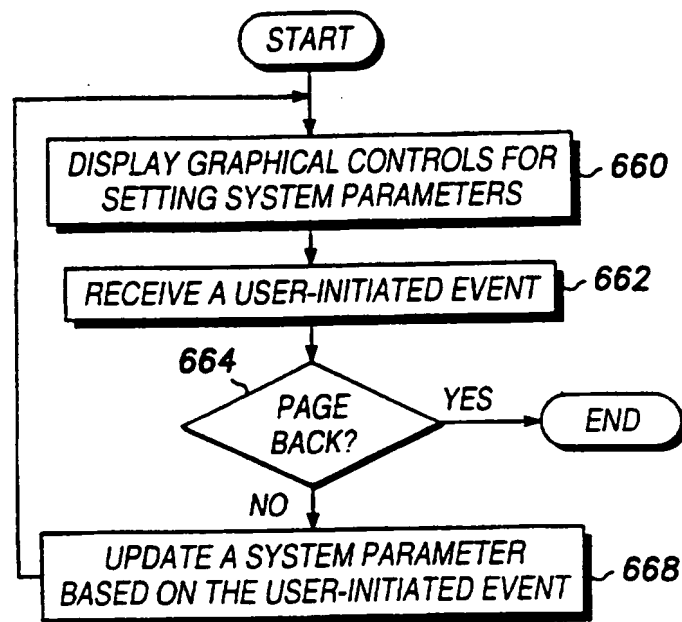 START
DISPLAY GRAPHICAL CONTROLS FOR
SETTING SYSTEM PARAMETERS
660
RECEIVE A USER-INITIATED EVENT
662
664
PAGE
BACK?
YES
END
NO
UPDATE A SYSTEM PARAMETER
BASED ON THE USER-INITIATED EVENT
668